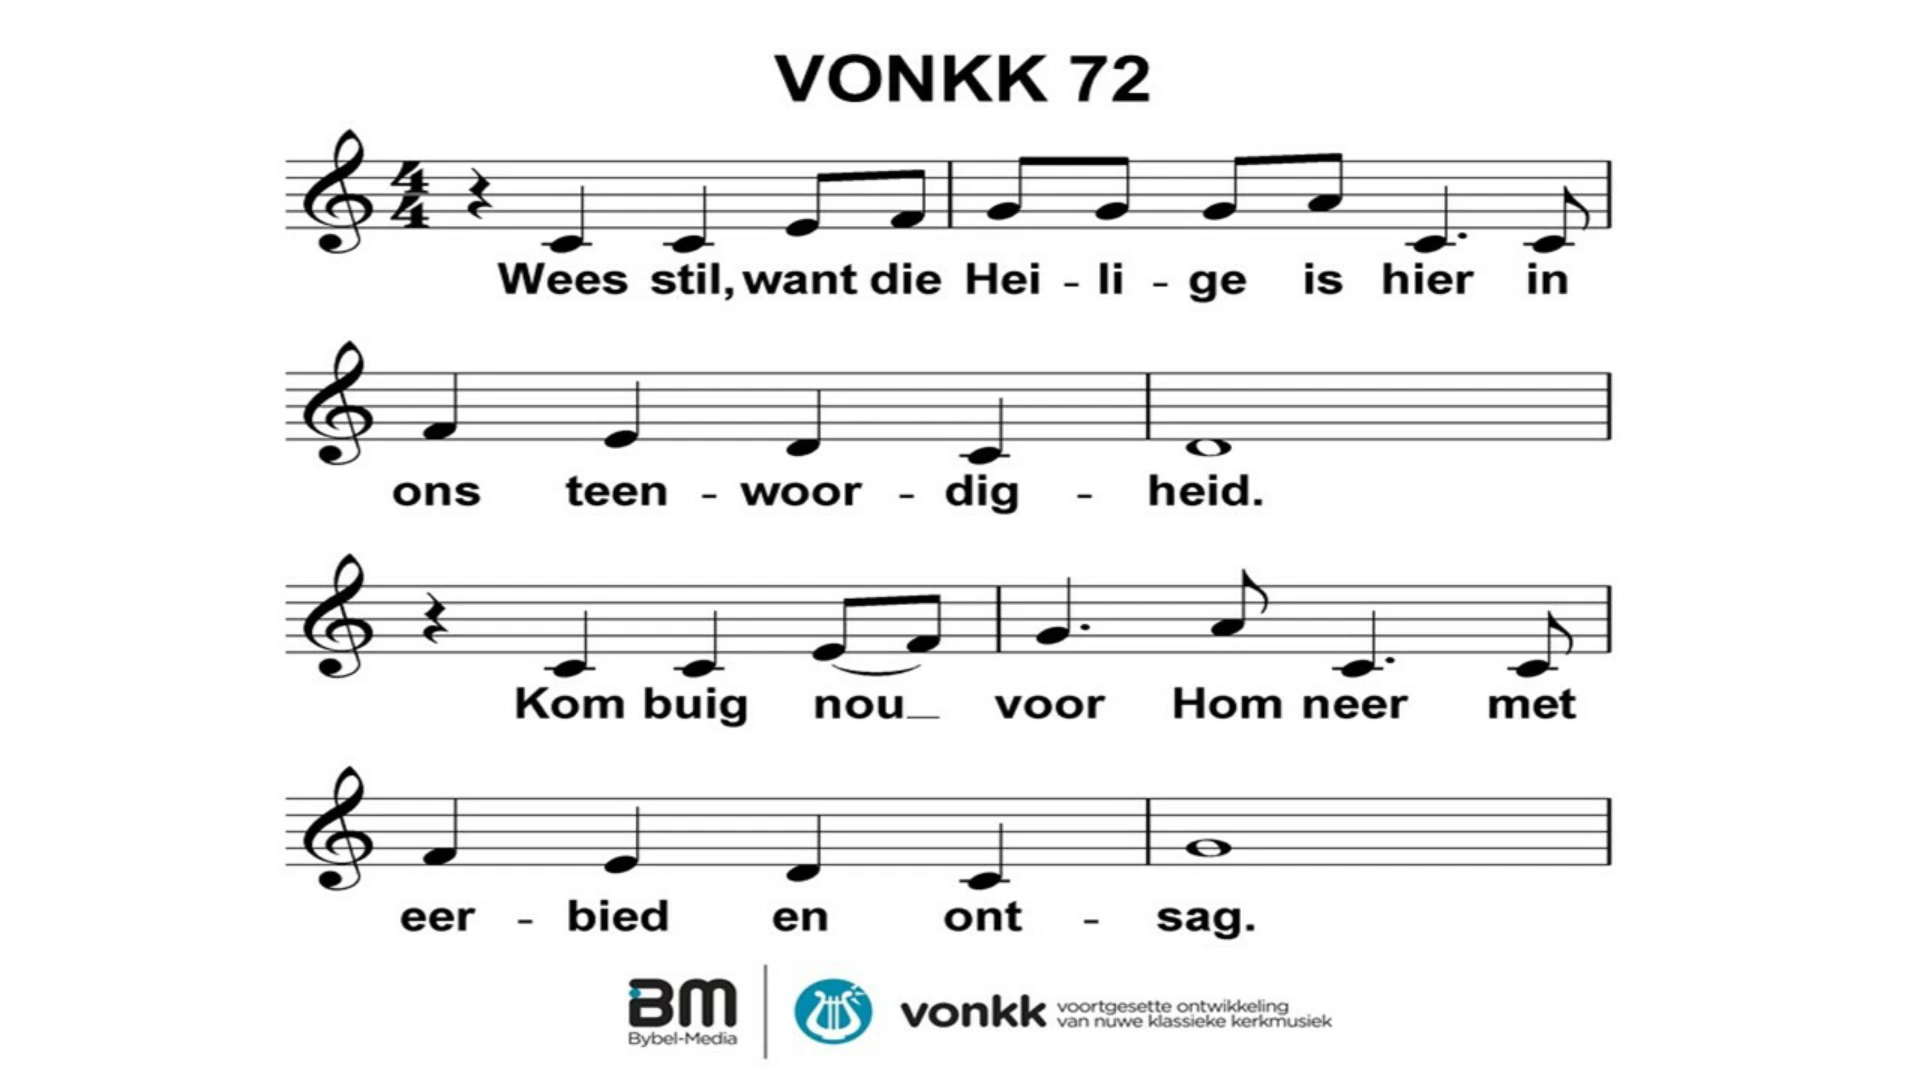 VONKK 72
4
4
Wees stil, want die Hei - li - ge is hier in
ons teen - woor - dig - heid.
Kom buig nou_ voor Hom neer met
eer - bied en ont - sag.
BM
Bybel-Media
vonkk
voortgesette ontwikkeling
van nuwe klassieke kerkmusiek